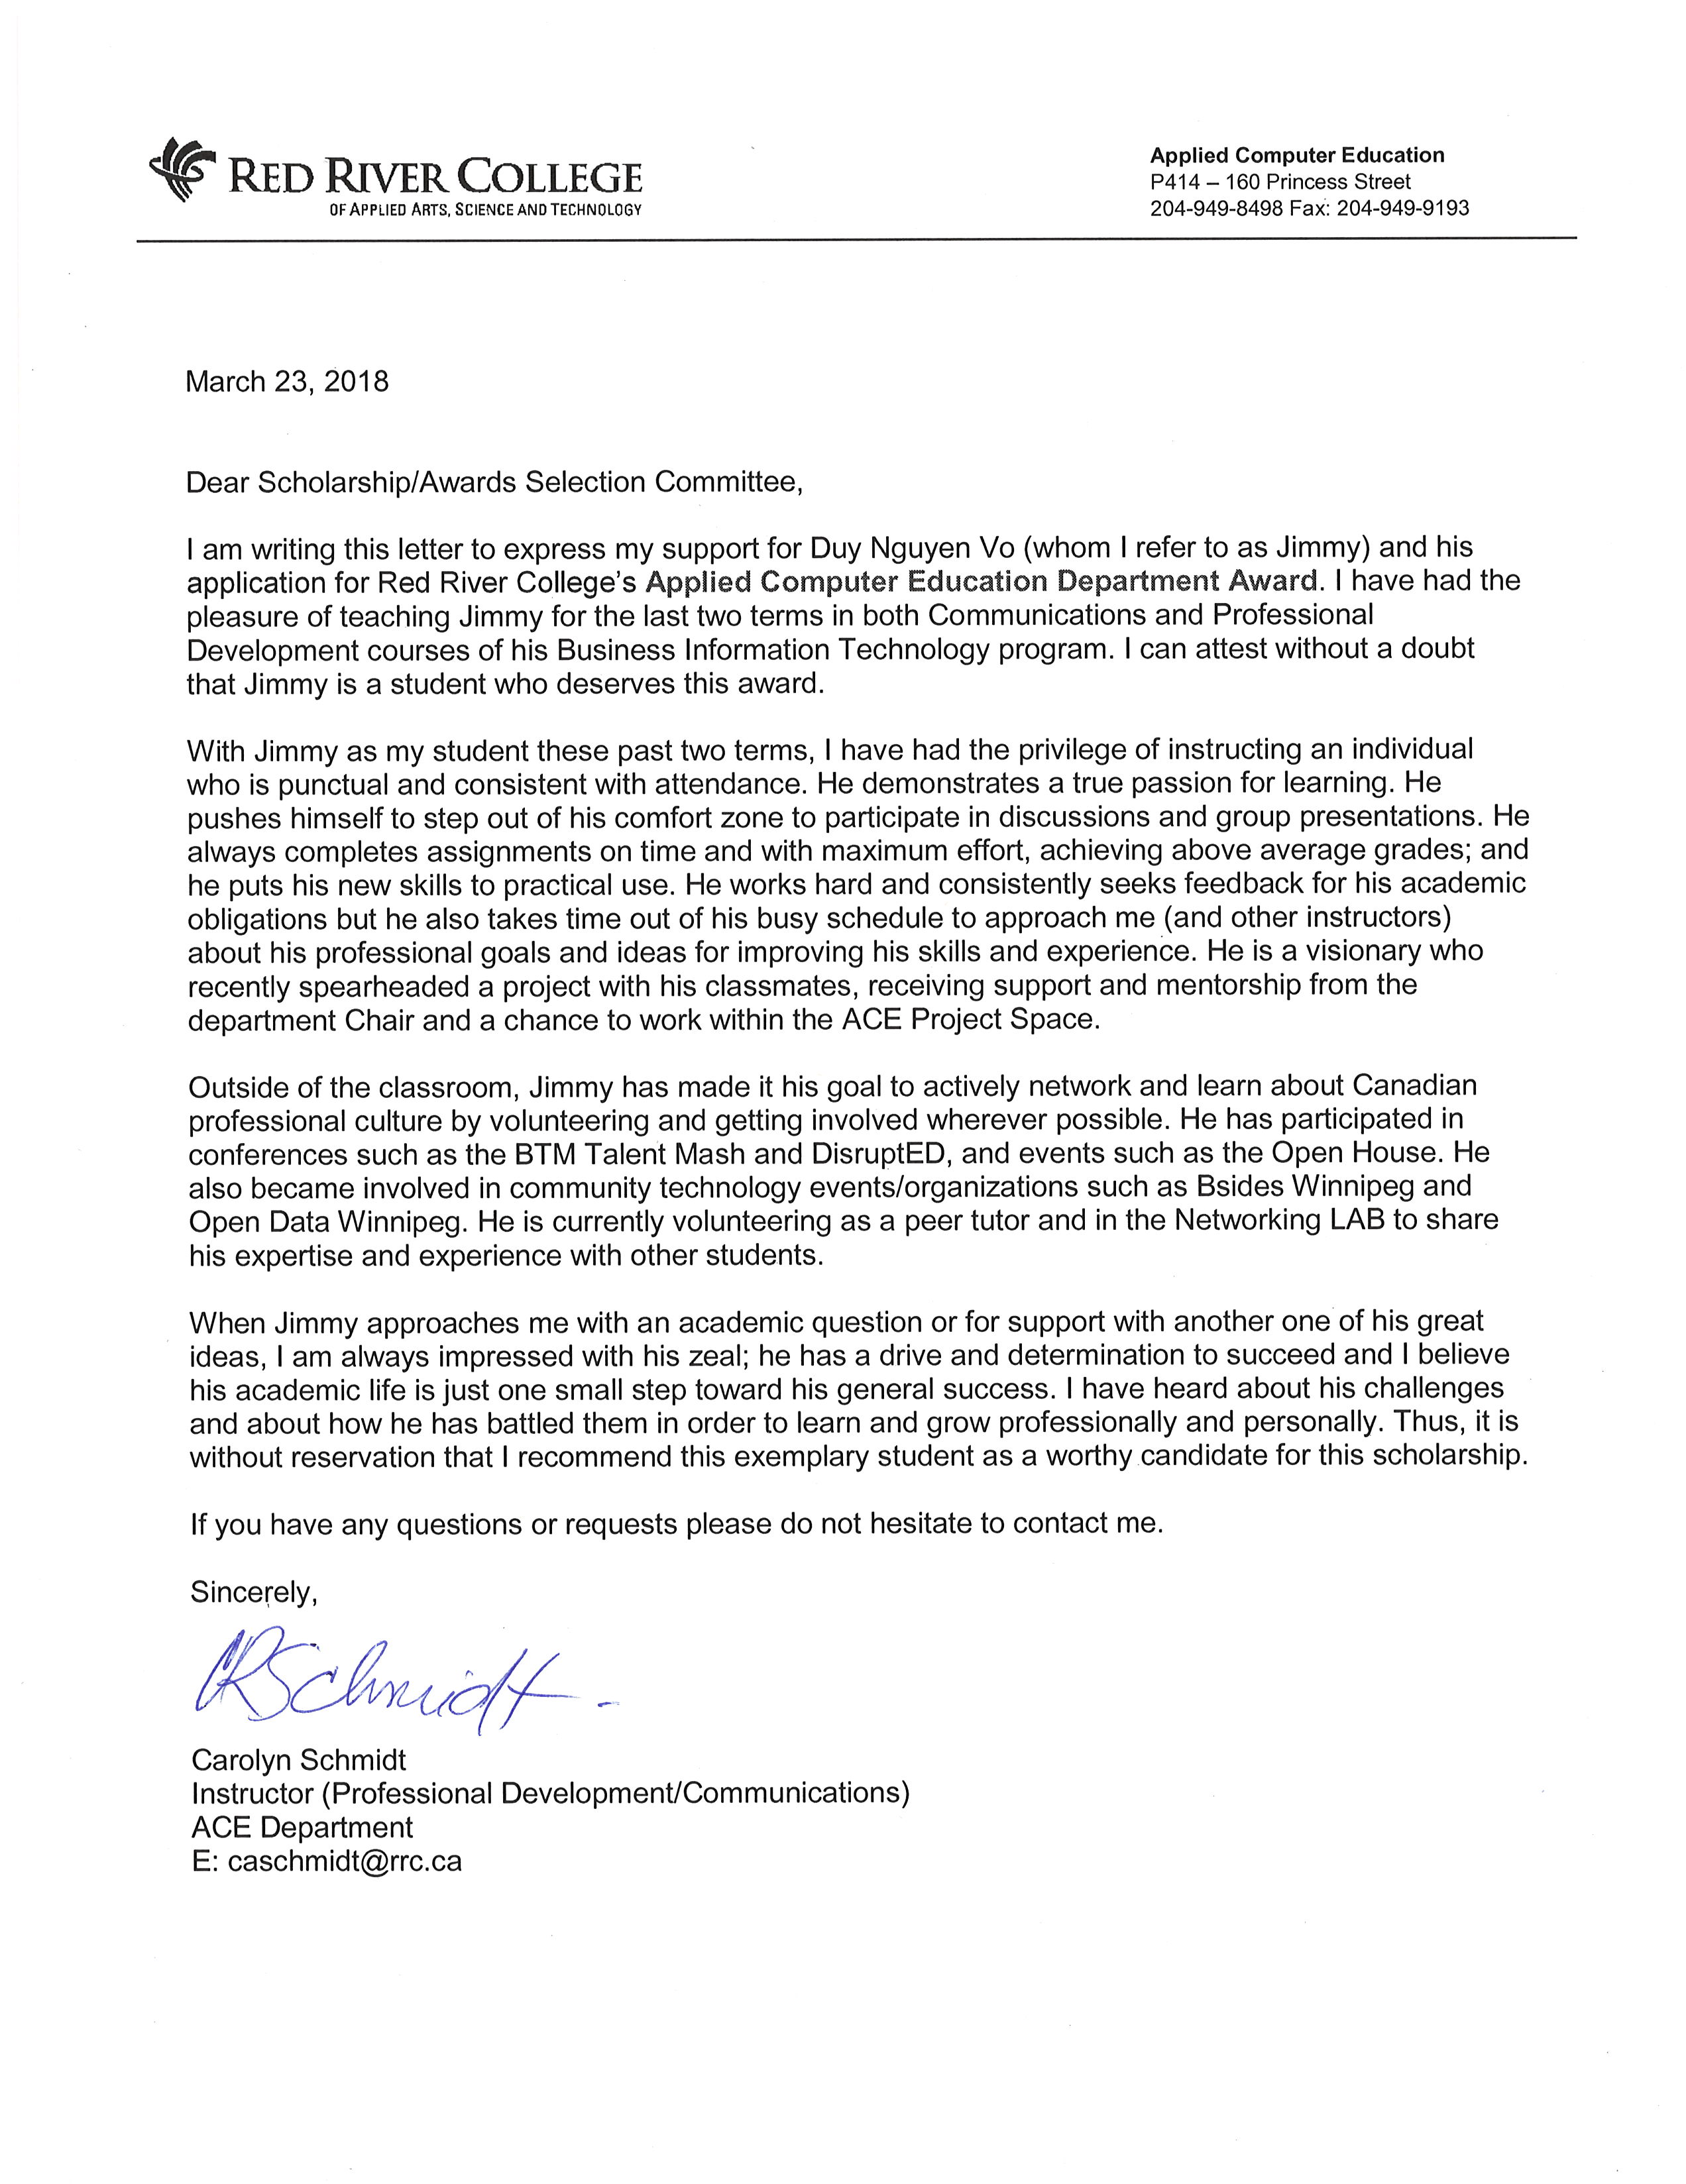 RED RIVER COLLEGE
OF APPLIED ARTS, SCIENCE AND TECHNOLOGY
Applied Computer Education
P414 – 160 Princess Street
204-949-8498 Fax: 204-949-9193
March 23, 2018
Dear Scholarship/Awards Selection Committee,
I am writing this letter to express my support for Duy Nguyen Vo (whom I refer to as Jimmy) and his
application for Red River College's Applied Computer Education Department Award. I have had the
pleasure of teaching Jimmy for the last two terms in both Communications and Professional
Development courses of his Business Information Technology program. I can attest without a doubt
that Jimmy is a student who deserves this award.
With Jimmy as my student these past two terms, I have had the privilege of instructing an individual
who is punctual and consistent with attendance. He demonstrates a true passion for learning. He
pushes himself to step out of his comfort zone to participate in discussions and group presentations. He
always completes assignments on time and with maximum effort, achieving above average grades; and
he puts his new skills to practical use. He works hard and consistently seeks feedback for his academic
obligations but he also takes time out of his busy schedule to approach me (and other instructors)
about his professional goals and ideas for improving his skills and experience. He is a visionary who
recently spearheaded a project with his classmates, receiving support and mentorship from the
department Chair and a chance to work within the ACE Project Space.
Outside of the classroom, Jimmy has made it his goal to actively network and learn about Canadian
professional culture by volunteering and getting involved wherever possible. He has participated in
conferences such as the BTM Talent Mash and DisruptED, and events such as the Open House. He
also became involved in community technology events/organizations such as Bsides Winnipeg and
Open Data Winnipeg. He is currently volunteering as a peer tutor and in the Networking LAB to share
his expertise and experience with other students.
When Jimmy approaches me with an academic question or for support with another one of his great
ideas, I am always impressed with his zeal; he has a drive and determination to succeed and I believe
his academic life is just one small step toward his general success. I have heard about his challenges
and about how he has battled them in order to learn and grow professionally and personally. Thus, it is
without reservation that I recommend this exemplary student as a worthy candidate for this scholarship.
If you have any questions or requests please do not hesitate to contact me.
Sincerely,
CRSchmidt
Carolyn Schmidt
Instructor (Professional Development/Communications)
ACE Department
E: caschmidt@rrc.ca